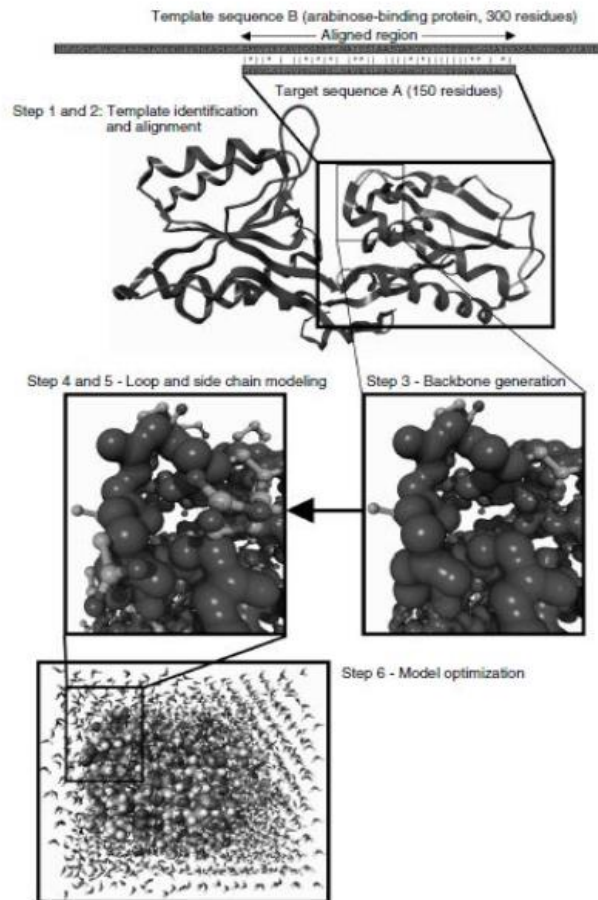 Template sequence B (arabinose-binding protein, 300 residues)
Aligned region
Target sequence A (150 residues)
Step 1 and 2: Template identification
and alignment
Step 4 and 5 - Loop and side chain modeling
Step 3 - Backbone generation
Step 6 - Model optimization